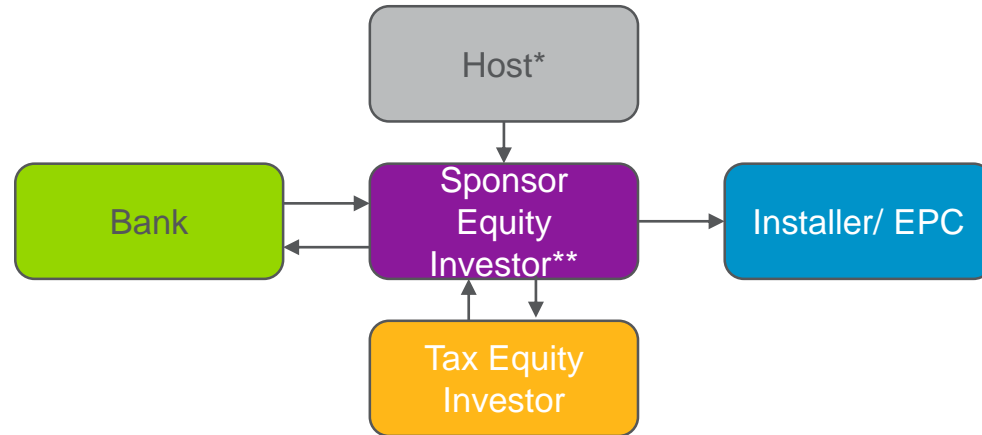 Host*
Bank
Sponsor
Equity
Investor**
Installer/ EPC
Tax Equity
Investor